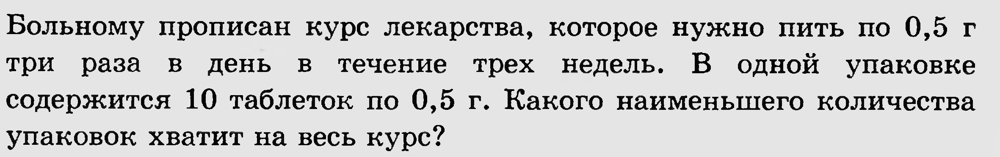 Больному прописан курс лекарства, которое нужно пить по 0,5 г
три раза в день в течение трех недель. В одной упаковке
содержится 10 таблеток по 0,5 г. Какого наименьшего количества
упаковок хватит на весь курс?